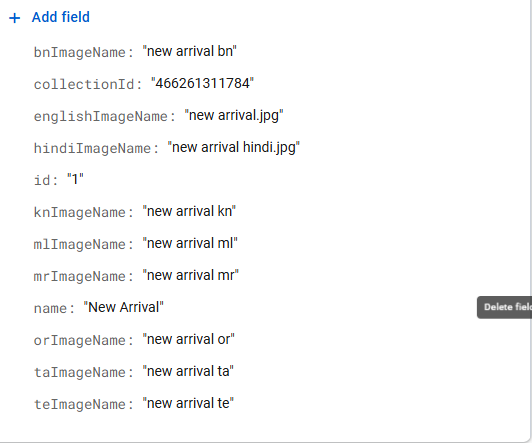 + Add field
bnImageName: "new arrival bn"
collectionId: "466261311784"
englishImageName: "new arrival.jpg"
hindiImageName: "new arrival hindi.jpg"
id: "1"
knImageName: "new arrival kn"
mlImageName: "new arrival ml"
mrImageName: "new arrival mr"
name: "New Arrival"
Delete field
orImageName: "new arrival or"
taImageName: "new arrival ta"
teImageName: "new arrival te"